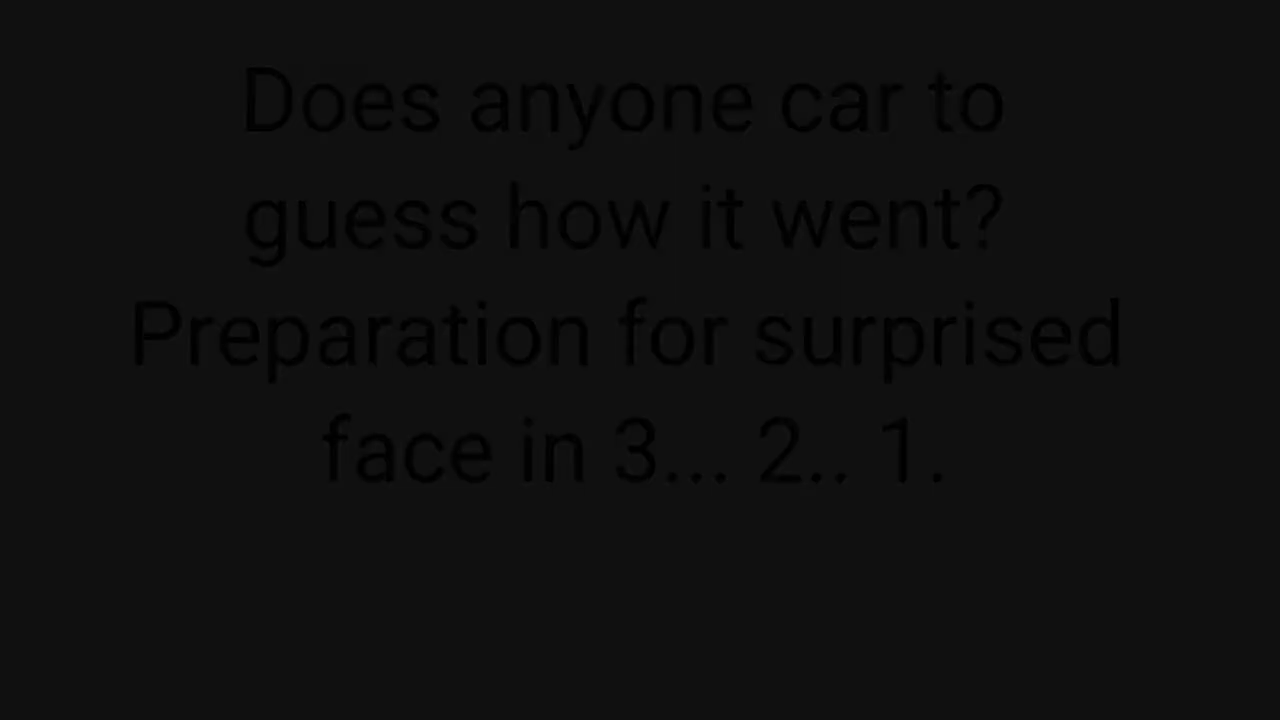 Does anyone car to
guess how it went?
Preparation for surprised
face in 3... 2.. 1.